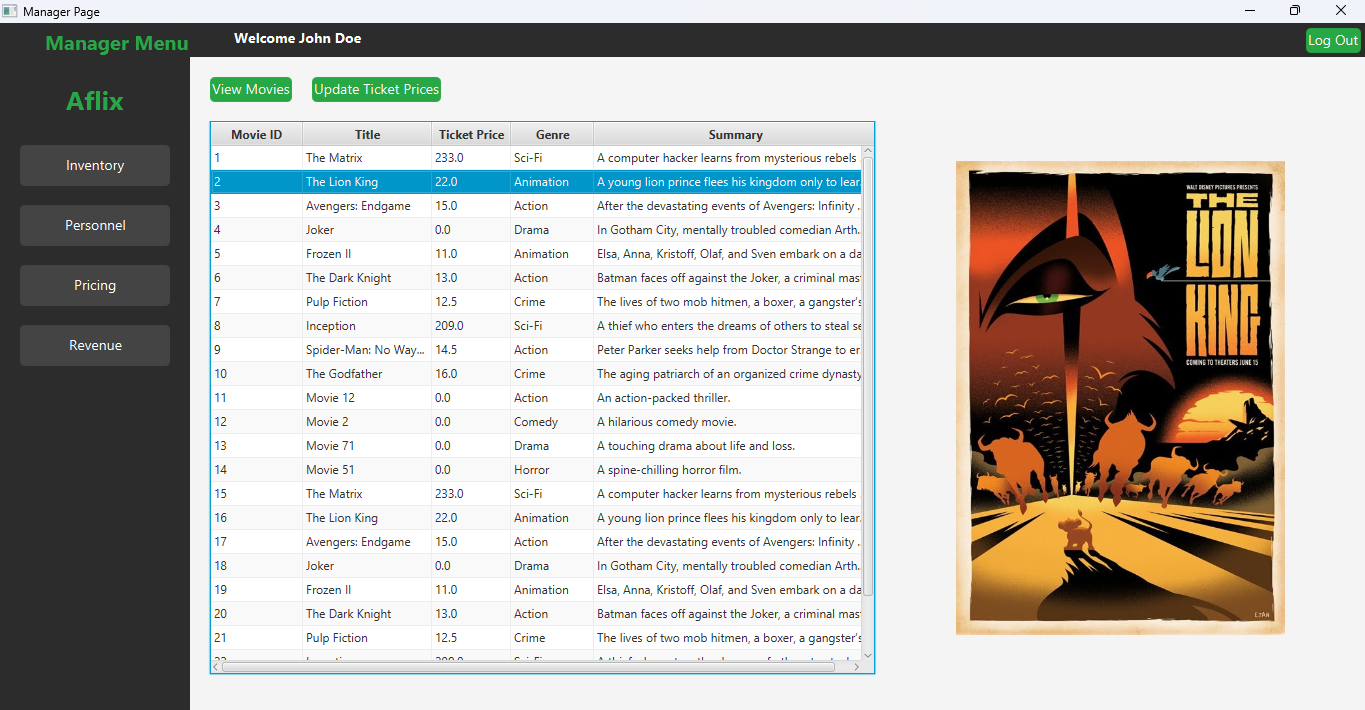 Manager Page
Manager Menu
Welcome John Doe
Log Out
Aflix
Inventory
Personnel
Pricing
Revenue
View Movies Update Ticket Prices
Movie ID Title Ticket Price Genre Summary
1 The Matrix 233.0 Sci-Fi A computer hacker learns from mysterious rebels
2 The Lion King 22.0 Animation A young lion prince flees his kingdom only to lear
3 Avengers: Endgame 15.0 Action After the devastating events of Avengers: Infinity .
4 Joker 0.0 Drama In Gotham City, mentally troubled comedian Arth.
5 Frozen II 11.0 Animation Elsa, Anna, Kristoff, Olaf, and Sven embark on a da
6 The Dark Knight 13.0 Action Batman faces off against the Joker, a criminal mas
7 Pulp Fiction 12.5 Crime The lives of two mob hitmen, a boxer, a gangster's
8 Inception 209.0 Sci-Fi A thief who enters the dreams of others to steal se
9 Spider-Man: No Way... 14.5 Action Peter Parker seeks help from Doctor Strange to er
10 The Godfather 16.0 Crime The aging patriarch of an organized crime dynasty
11 Movie 12 0.0 Action An action-packed thriller.
12 Movie 2 0.0 Comedy A hilarious comedy movie.
13 Movie 71 0.0 Drama A touching drama about life and loss.
14 Movie 51 0.0 Horror A spine-chilling horror film.
15 The Matrix 233.0 Sci-Fi A computer hacker learns from mysterious rebels
16 The Lion King 22.0 Animation A young lion prince flees his kingdom only to lear.
17 Avengers: Endgame 15.0 Action After the devastating events of Avengers: Infinity .
18 Joker 0.0 Drama In Gotham City, mentally troubled comedian Arth.
19 Frozen II 11.0 Animation Elsa, Anna, Kristoff, Olaf, and Sven embark on a da
20 The Dark Knight 13.0 Action Batman faces off against the Joker, a criminal mas
21 Pulp Fiction 12.5 Crime The lives of two mob hitmen, a boxer, a gangster's
WALT DISNEY PICTURES PRESENTS
THE
LION
KING
COMING TO THEATERS JUNE 15